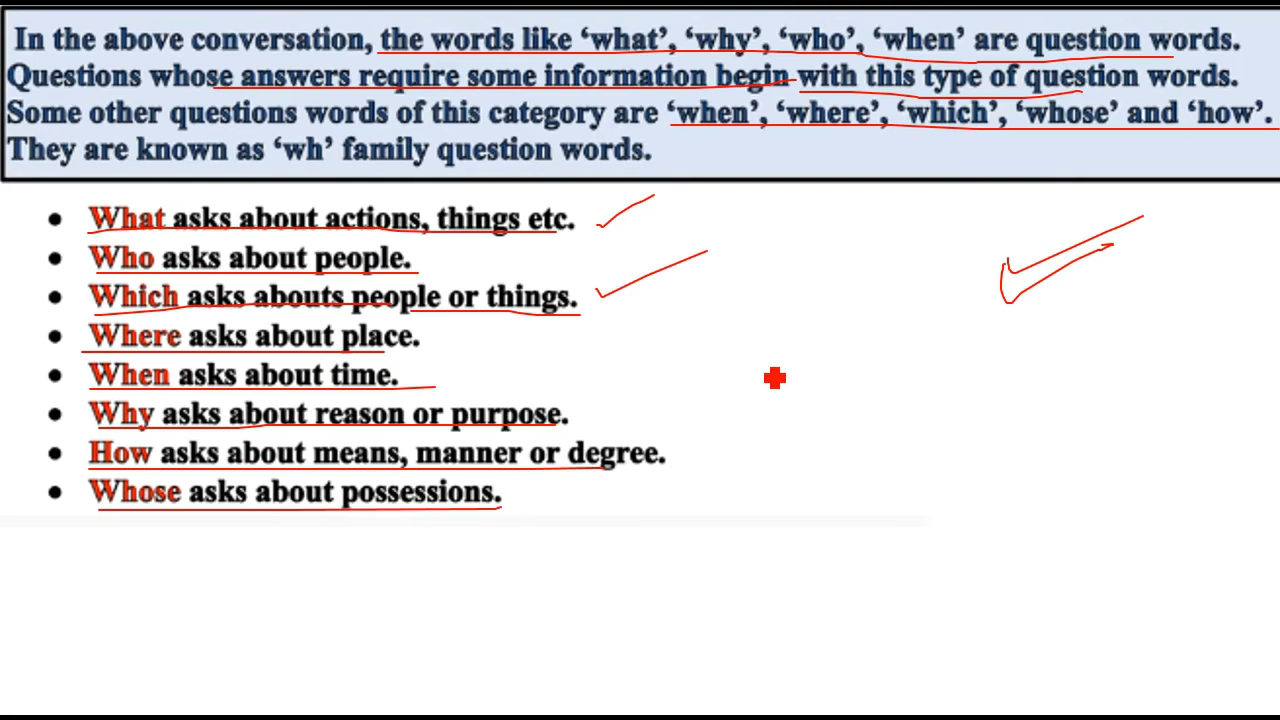 In the above conversation, the words like ‘what’, ‘why’, ‘who’, ‘when’ are question words.
Questions whose answers require some information begin with this type of question words.
Some other questions words of this category are ‘when’, ‘where’, ‘which’, ‘whose’ and ‘how’.
They are known as ‘wh’ family question words.
• What asks about actions, things etc.
• Who asks about people.
• Which asks abouts people or things.
• Where asks about place.
• When asks about time.
• Why asks about reason or purpose.
• How asks about means, manner or degree.
• Whose asks about possessions.